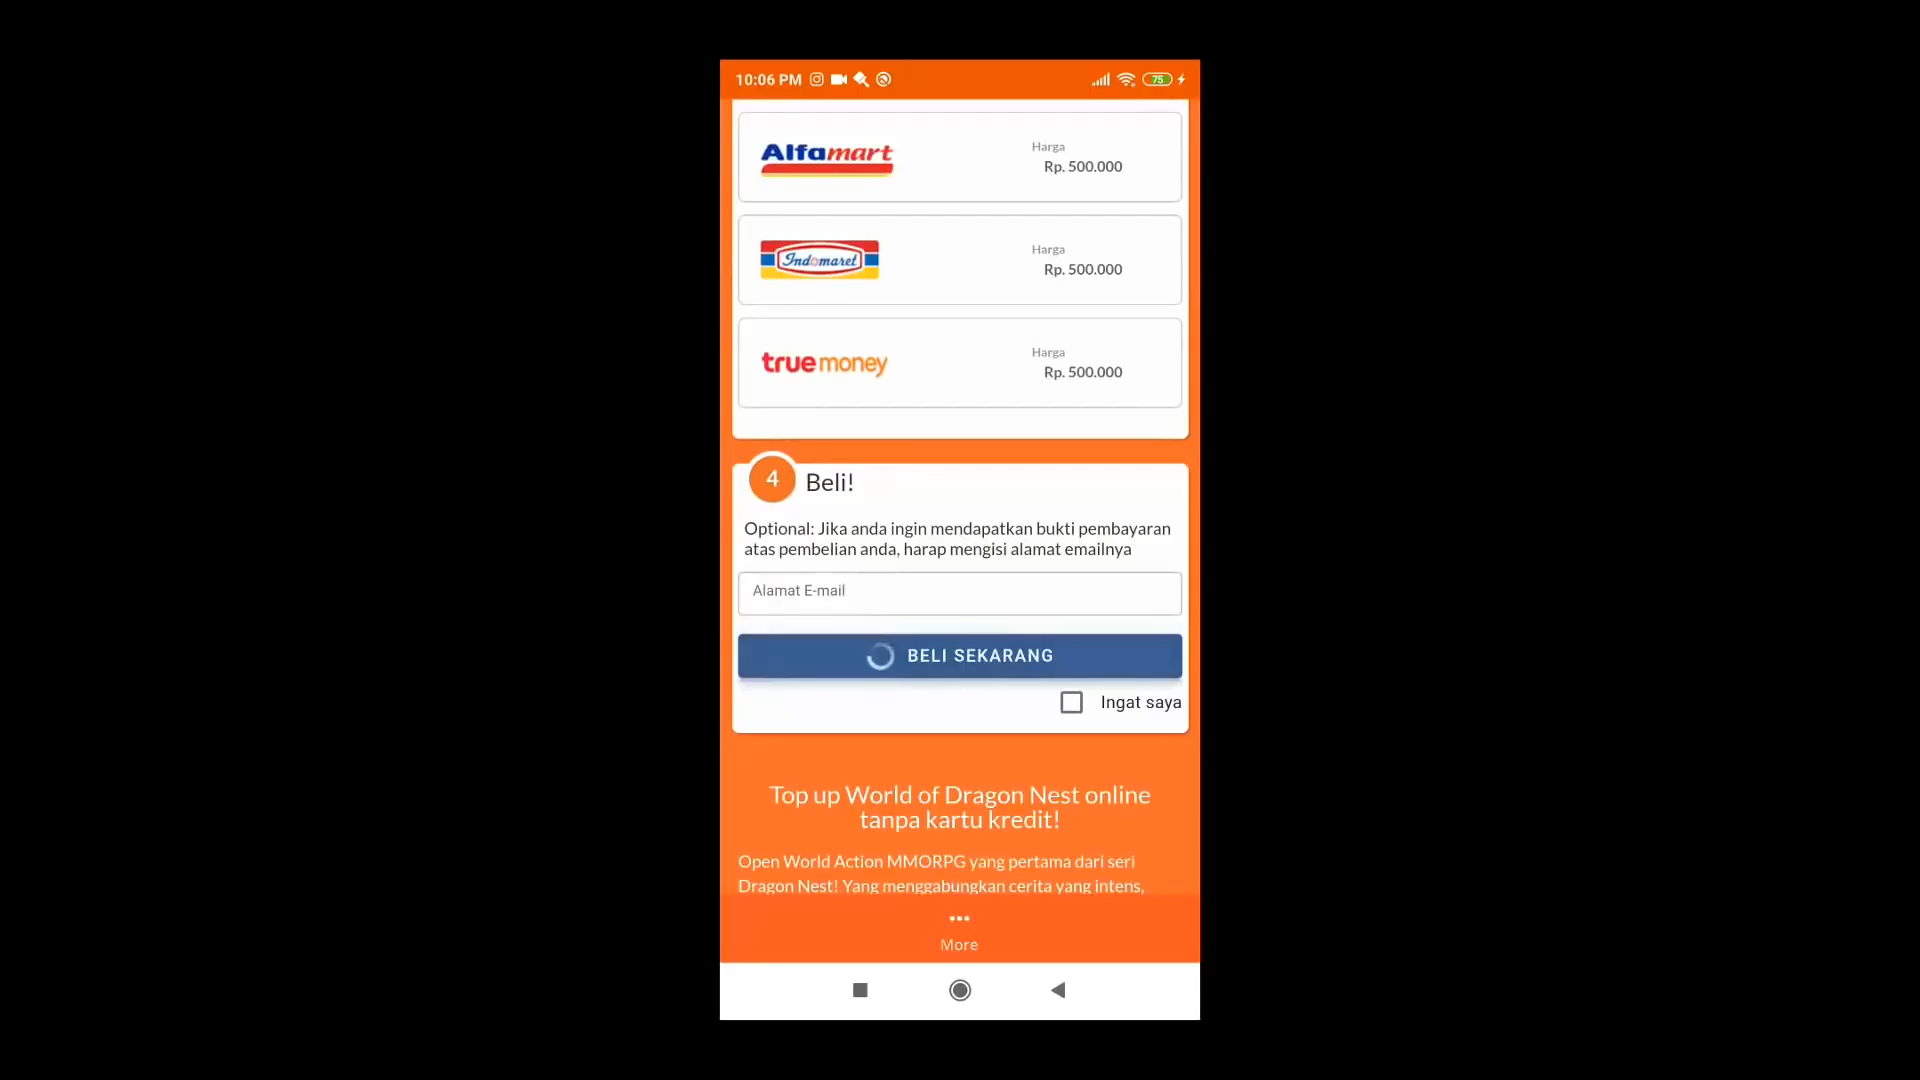 10:06 PM
75
Alfamart
Harga
Rp. 500.000
Indomaret
Harga
Rp. 500.000
true money
Harga
Rp. 500.000
4
Beli!
Optional: Jika anda ingin mendapatkan bukti pembayaran
atas pembelian anda, harap mengisi alamat emailnya
Alamat E-mail
BELI SEKARANG
Ingat saya
Top up World of Dragon Nest online
tanpa kartu kredit!
Open World Action MMORPG yang pertama dari seri
Dragon Nest! Yang menggabungkan cerita yang intens,
More